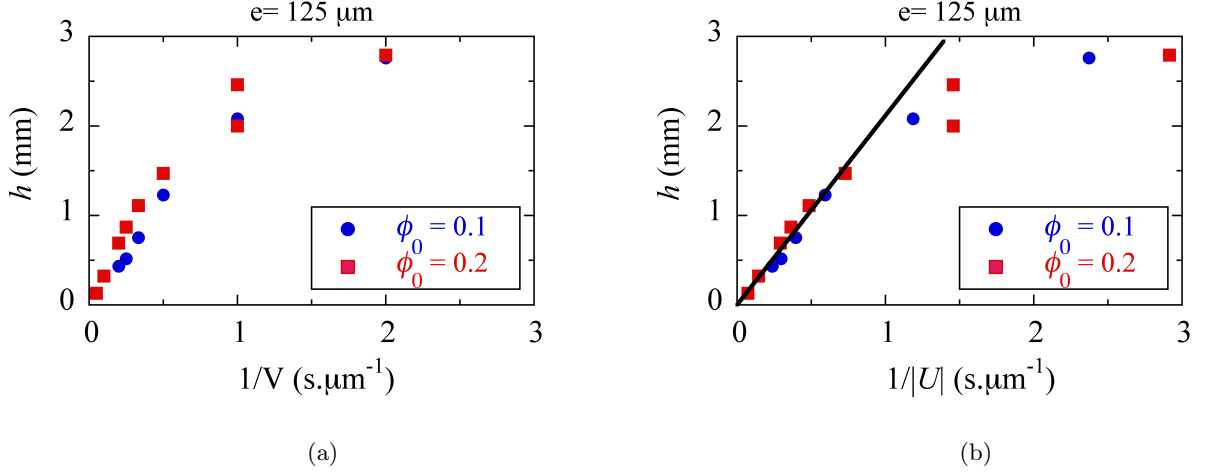 e= 125 μm
3
2
1
0
h (mm)
0 1 2 3
1/V (s.μm⁻¹)
ϕ₀ = 0.1
ϕ₀ = 0.2
(a)
e= 125 μm
3
2
1
0
h (mm)
0 1 2 3
1/|U| (s.μm⁻¹)
ϕ₀ = 0.1
ϕ₀ = 0.2
(b)